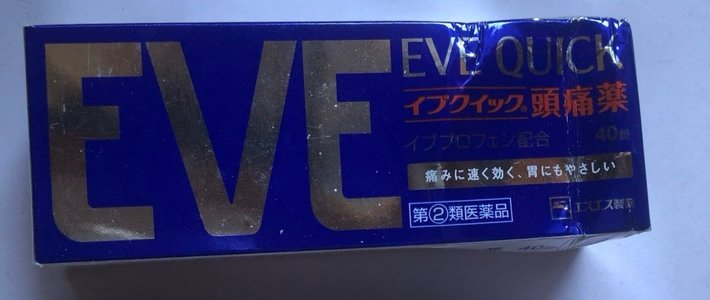 EVE
EVE QUICK
イブクイック® 頭痛薬
イブプロフェン配合 40錠
痛みに速く効く、胃にもやさしい
指②類医薬品
エスエス製薬